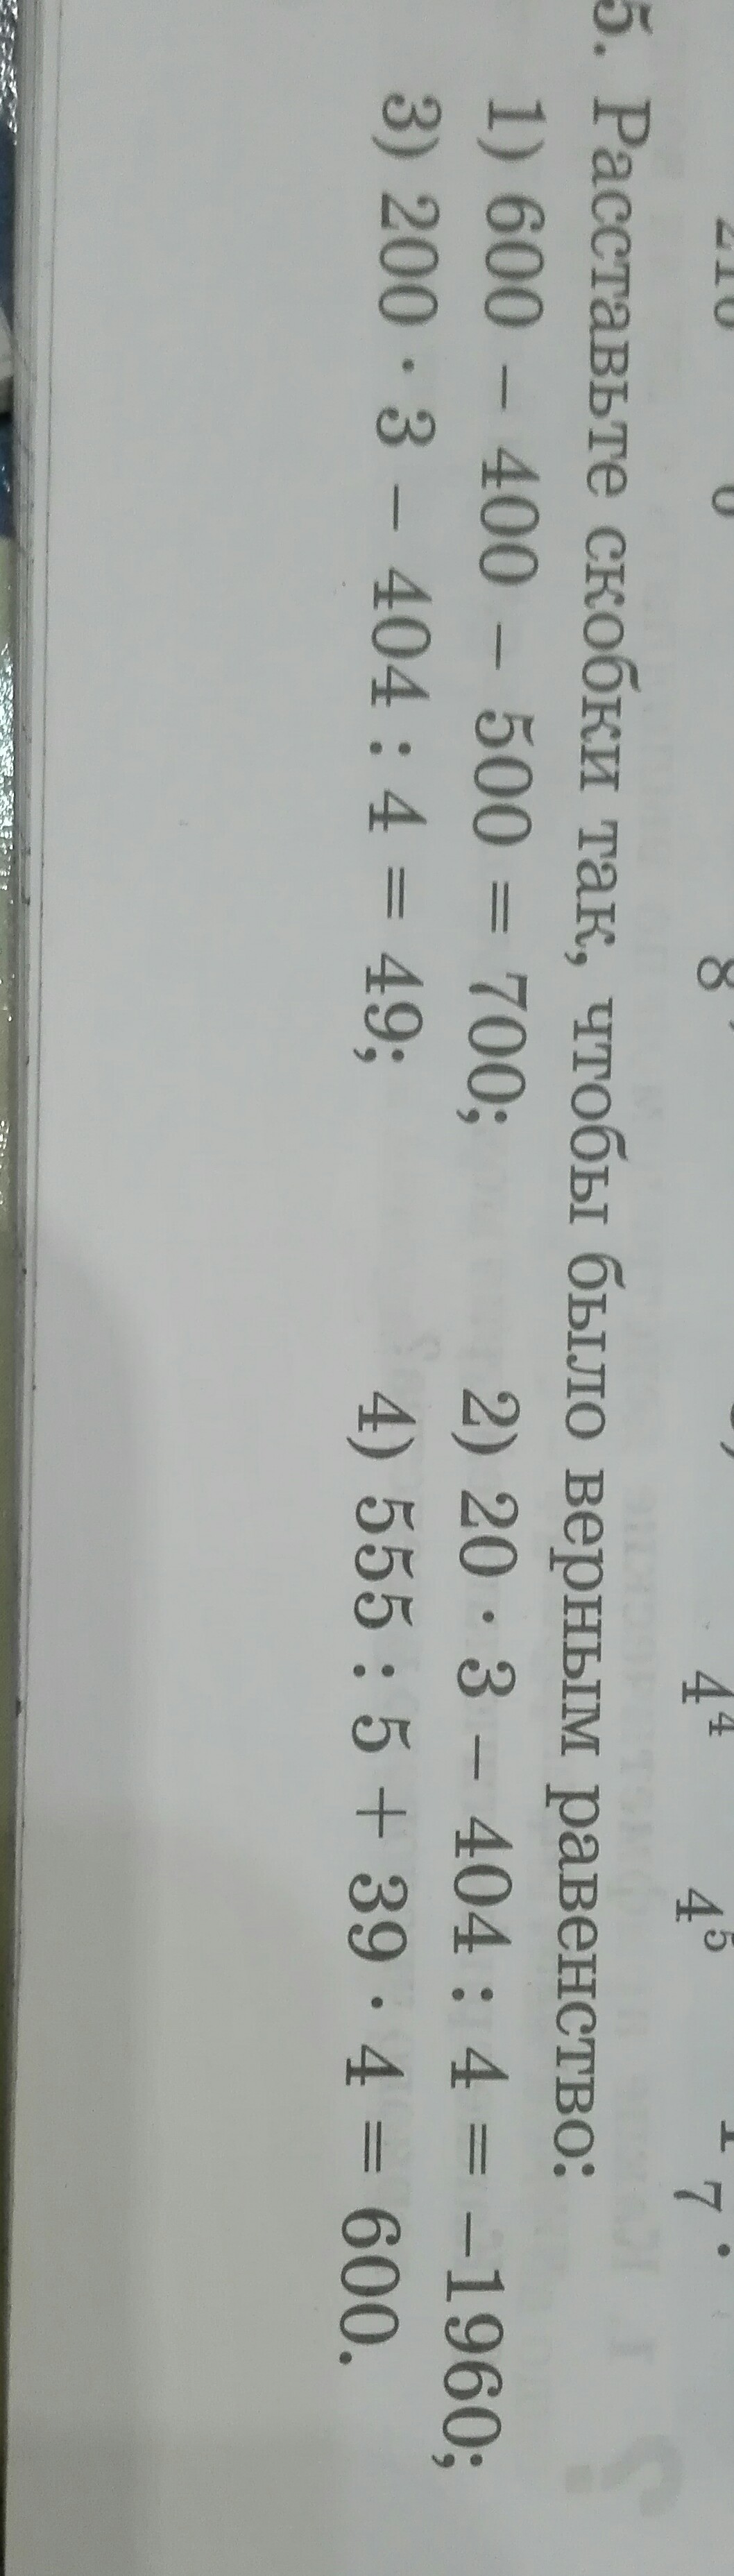 5. Расставьте скобки так, чтобы было верным равенство:
1) 600 − 400 − 500 = 700; 2) 20 · 3 − 404 : 4 = −1960;
3) 200 · 3 − 404 : 4 = 49; 4) 555 : 5 + 39 · 4 = 600.